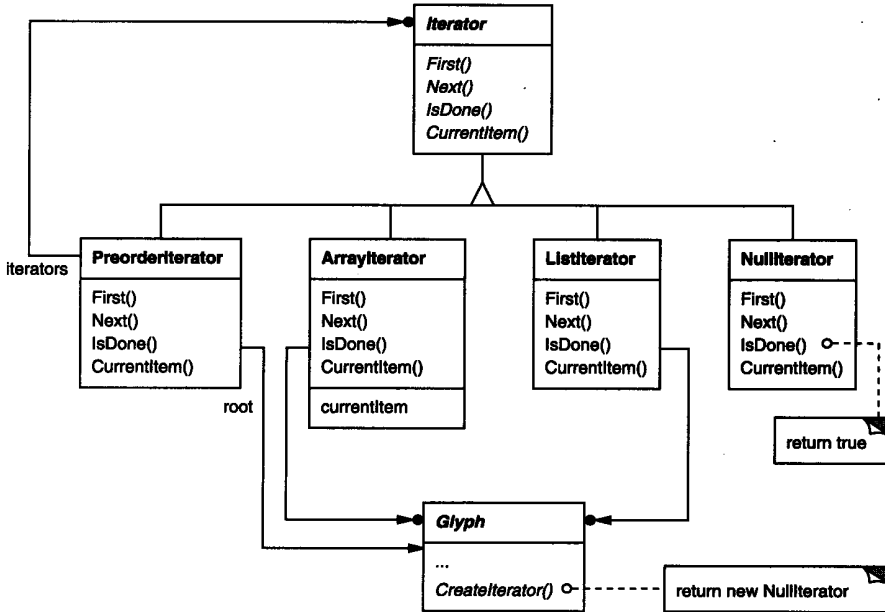 Iterator
First()
Next()
IsDone()
CurrentItem()
iterators
PreorderIterator
First()
Next()
IsDone()
CurrentItem()
root
ArrayIterator
First()
Next()
IsDone()
CurrentItem()
currentItem
ListIterator
First()
Next()
IsDone()
CurrentItem()
NullIterator
First()
Next()
IsDone()
CurrentItem()
return true
Glyph
...
CreateIterator()
return new NullIterator